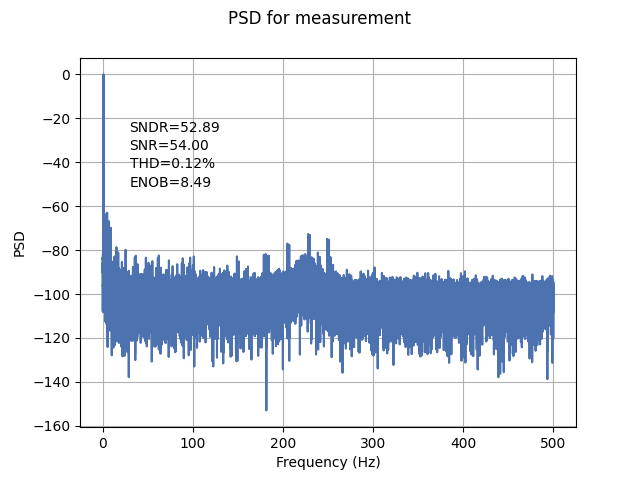 PSD for measurement
0
−20
−40
−60
−80
−100
−120
−140
−160
PSD
SNDR=52.89
SNR=54.00
THD=0.12%
ENOB=8.49
0 100 200 300 400 500
Frequency (Hz)